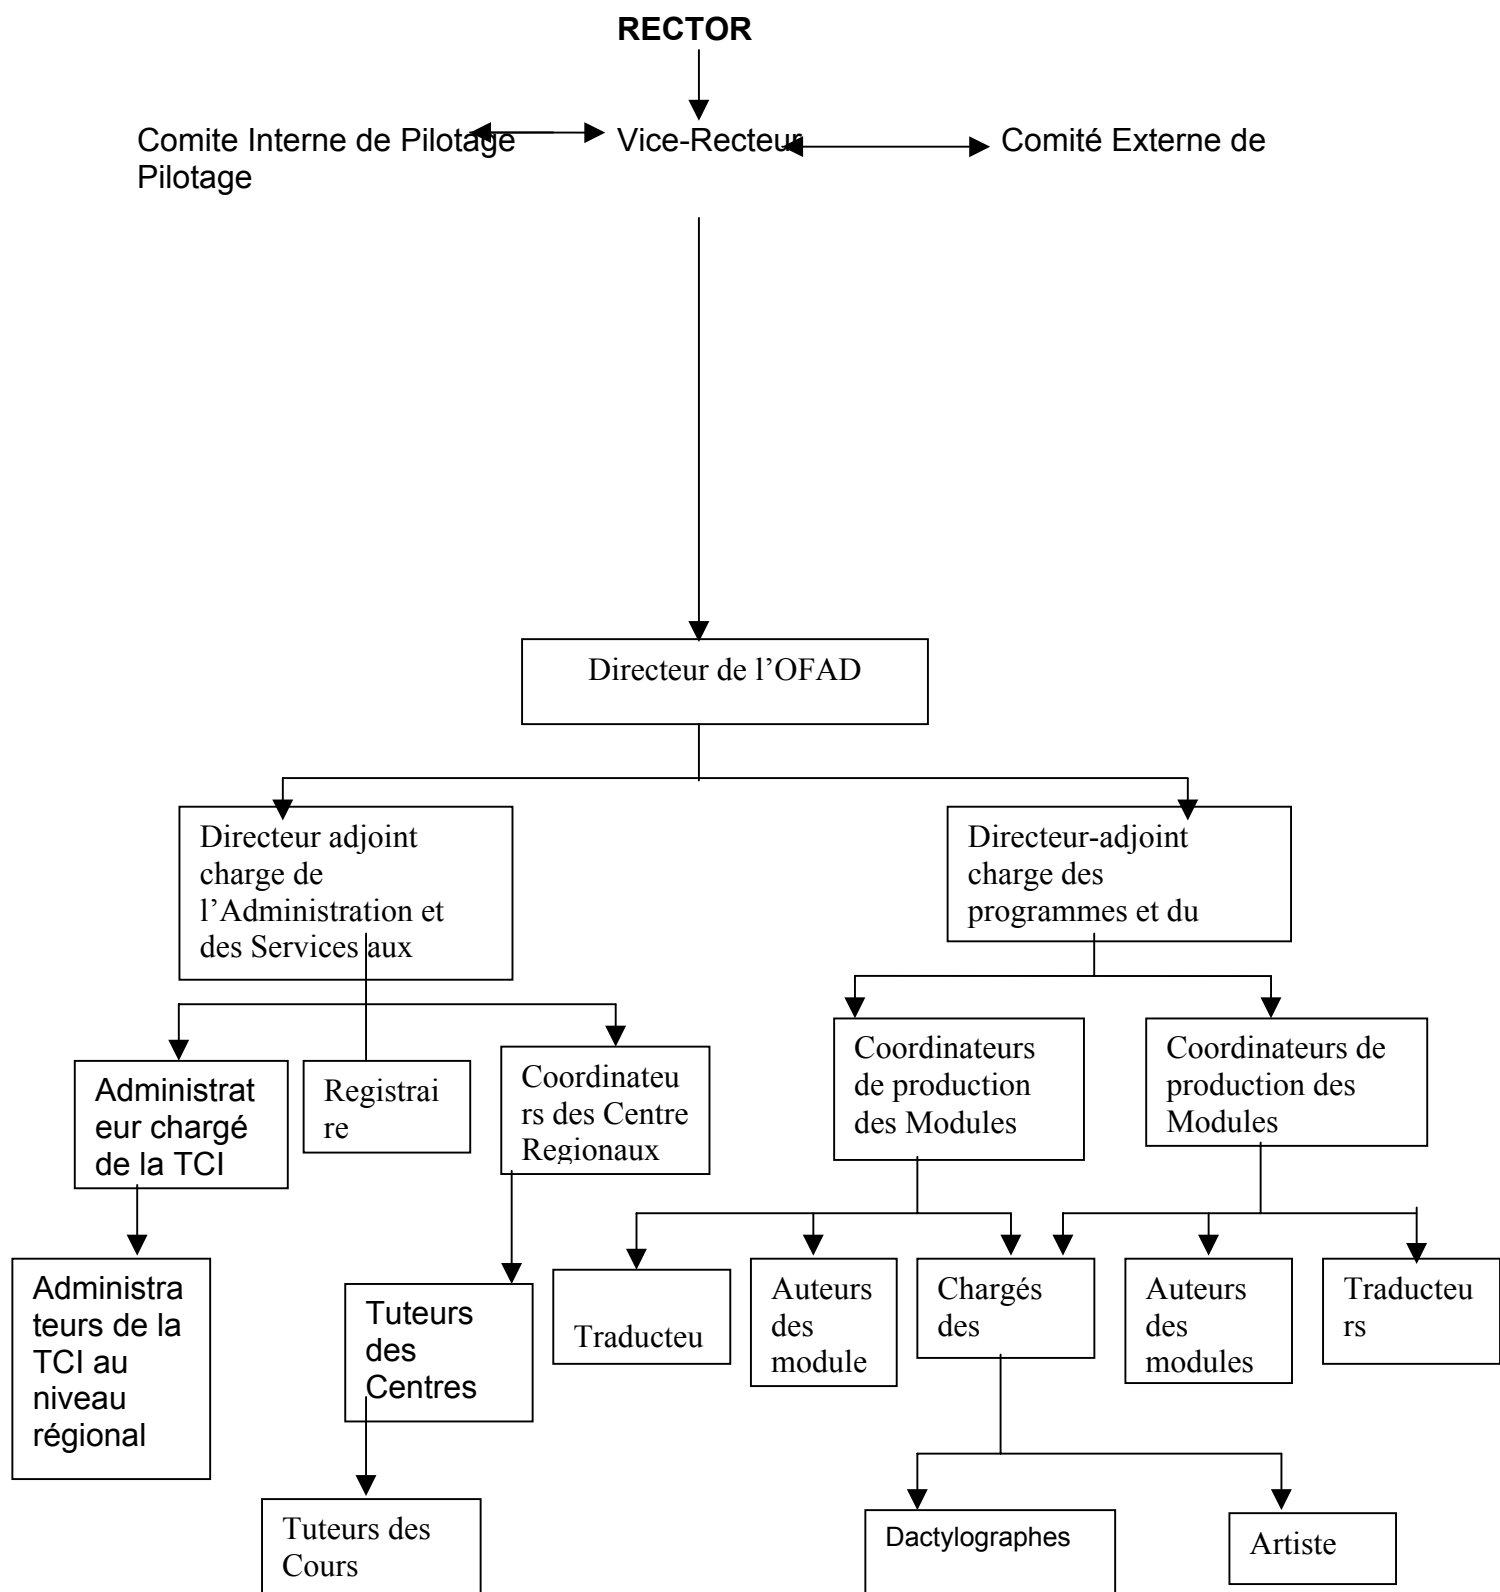 RECTOR
Comite Interne de Pilotage Vice-Recteur Comité Externe de
Pilotage
Directeur de l’OFAD
Directeur adjoint
charge de
l’Administration et
des Services aux
Directeur-adjoint
charge des
programmes et du
Administrat
eur chargé
de la TCI
Registrai
re
Coordinateu
rs des Centre
Regionaux
Coordinateurs
de production
des Modules
Coordinateurs de
production des
Modules
Administra
teurs de la
TCI au
niveau
régional
Tuteurs
des
Centres
Traducteu
Auteurs
des
module
Chargés
des
Auteurs
des
modules
Traducteu
rs
Tuteurs des
Cours
Dactylographes
Artiste